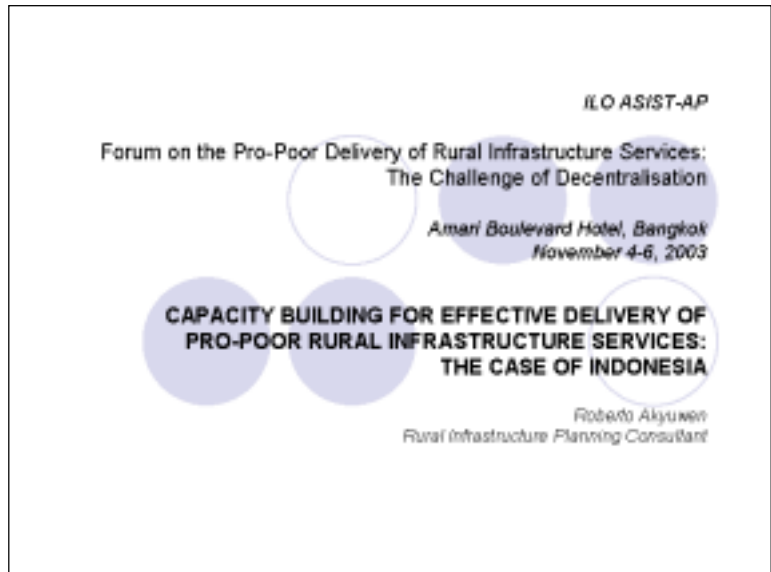 ILO ASIST-AP
Forum on the Pro-Poor Delivery of Rural Infrastructure Services:
The Challenge of Decentralisation
Amari Boulevard Hotel, Bangkok
November 4-6, 2003
CAPACITY BUILDING FOR EFFECTIVE DELIVERY OF
PRO-POOR RURAL INFRASTRUCTURE SERVICES:
THE CASE OF INDONESIA
Roberto Akyuwen
Rural Infrastructure Planning Consultant